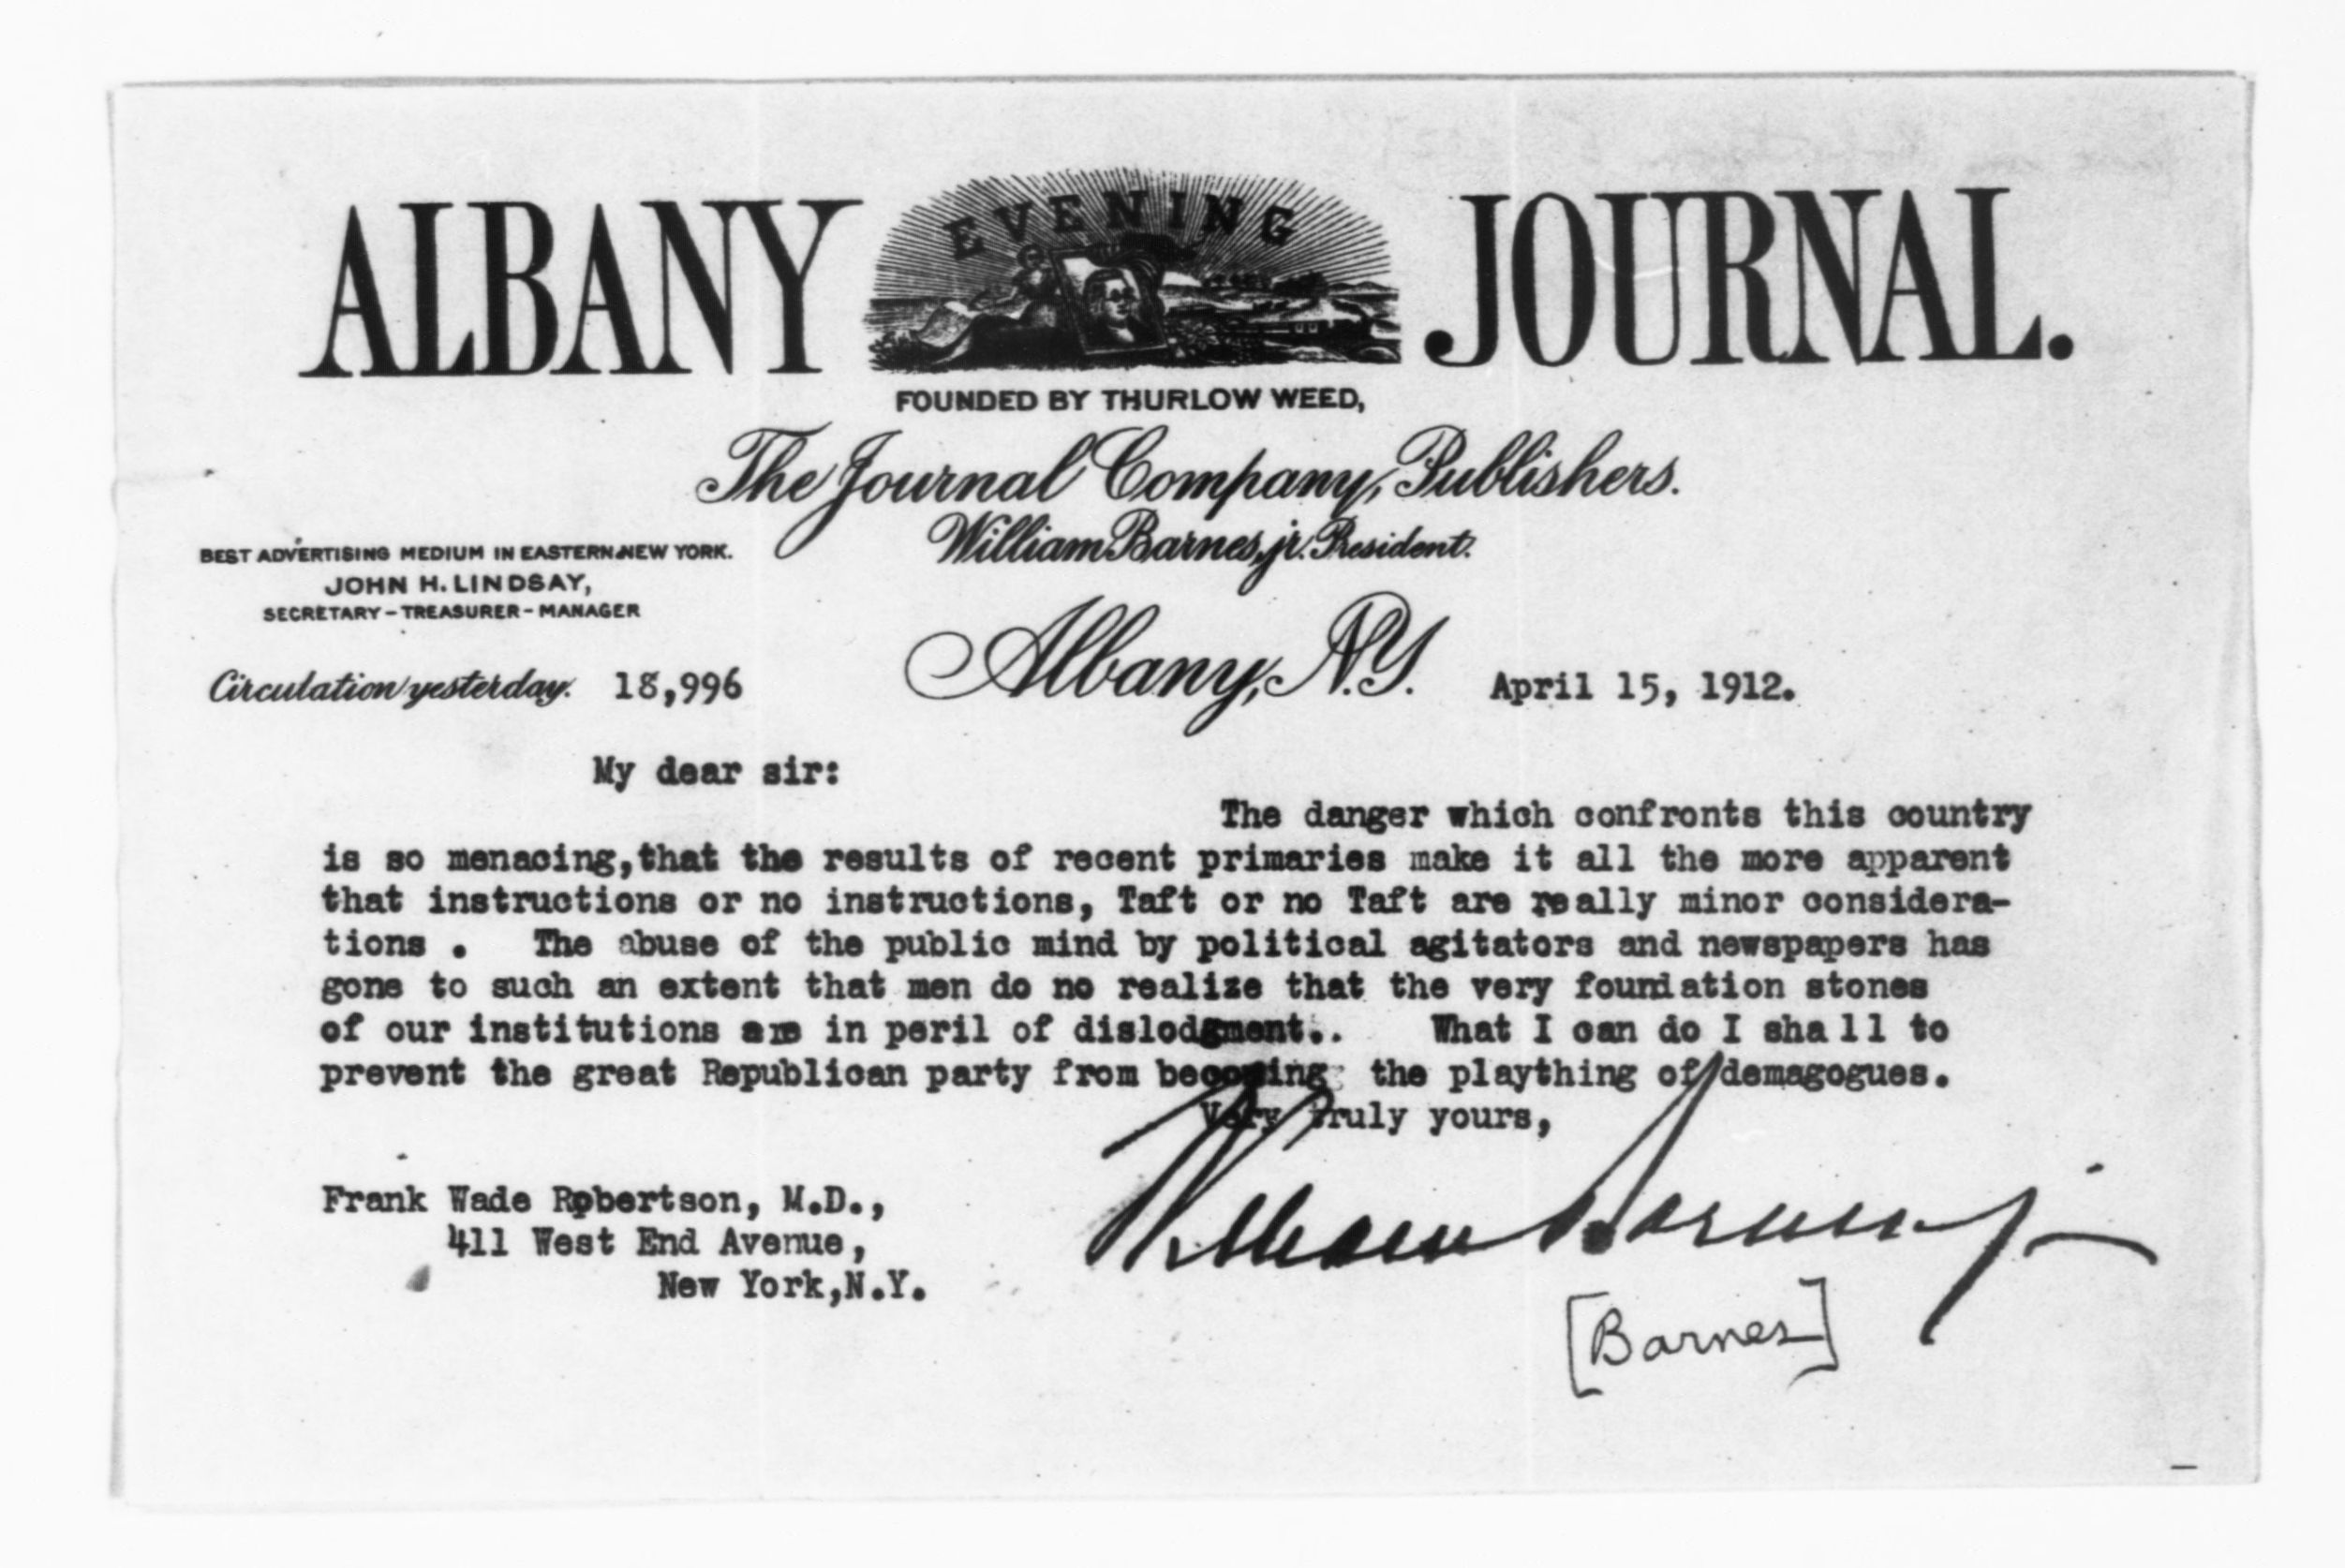 ALBANY EVENING JOURNAL.
FOUNDED BY THURLOW WEED,
The Journal Company, Publishers.
William Barnes, jr. President.
BEST ADVERTISING MEDIUM IN EASTERN NEW YORK.
JOHN H. LINDSAY,
SECRETARY-TREASURER-MANAGER
Circulation yesterday. 18,996
Albany, N.Y. April 15, 1912.
My dear sir:
The danger which confronts this country
is so menacing, that the results of recent primaries make it all the more apparent
that instructions or no instructions, Taft or no Taft are really minor considera-
tions . The abuse of the public mind by political agitators and newspapers has
gone to such an extent that men do no realize that the very foundation stones
of our institutions are in peril of dislodgment.. What I can do I shall to
prevent the great Republican party from becoming the plaything of demagogues.
Very truly yours,
William Barnes jr
Frank Wade Robertson, M.D.,
411 West End Avenue,
New York,N.Y.
[Barnes]